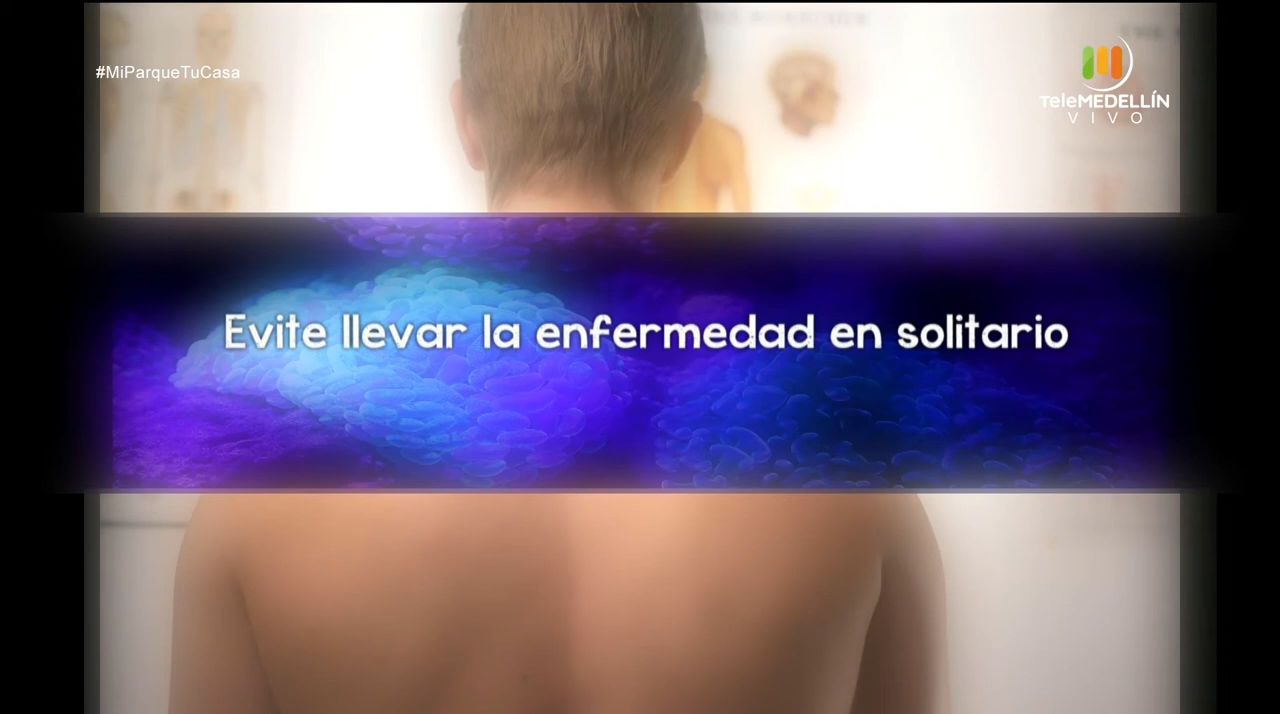 #MiParqueTuCasa
TeleMEDELLÍN
VIVO
Evite llevar la enfermedad en solitario